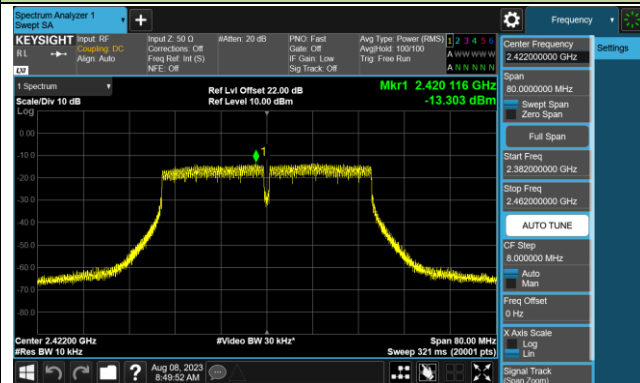 Spectrum Analyzer 1
Swept SA
Frequency
KEYSIGHT
RL
LXI
Input: RF
Coupling: DC
Align: Auto
Input Z: 50 Ω
Corrections: Off
Freq Ref: Int (S)
NFE: Off
#Atten: 20 dB
PNO: Fast
Gate: Off
IF Gain: Low
Sig Track: Off
Avg Type: Power (RMS)
Avg|Hold: 100/100
Trig: Free Run
1 2 3 4 5 6
A W W W W W
A N N N N N
1 Spectrum
Scale/Div 10 dB
Log
Ref Lvl Offset 22.00 dB
Ref Level 10.00 dBm
Mkr1 2.420 116 GHz
-13.303 dBm
1
0.00
-10.0
-20.0
-30.0
-40.0
-50.0
-60.0
-70.0
-80.0
Center 2.42200 GHz
#Res BW 10 kHz
#Video BW 30 kHz*
Span 80.00 MHz
Sweep 321 ms (20001 pts)
Aug 08, 2023
8:49:52 AM
Center Frequency
2.422000000 GHz
Settings
Span
80.0000000 MHz
Swept Span
Zero Span
Full Span
Start Freq
2.382000000 GHz
Stop Freq
2.462000000 GHz
AUTO TUNE
CF Step
8.000000 MHz
Auto
Man
Freq Offset
0 Hz
X Axis Scale
Log
Lin
Signal Track
(Span Zoom)